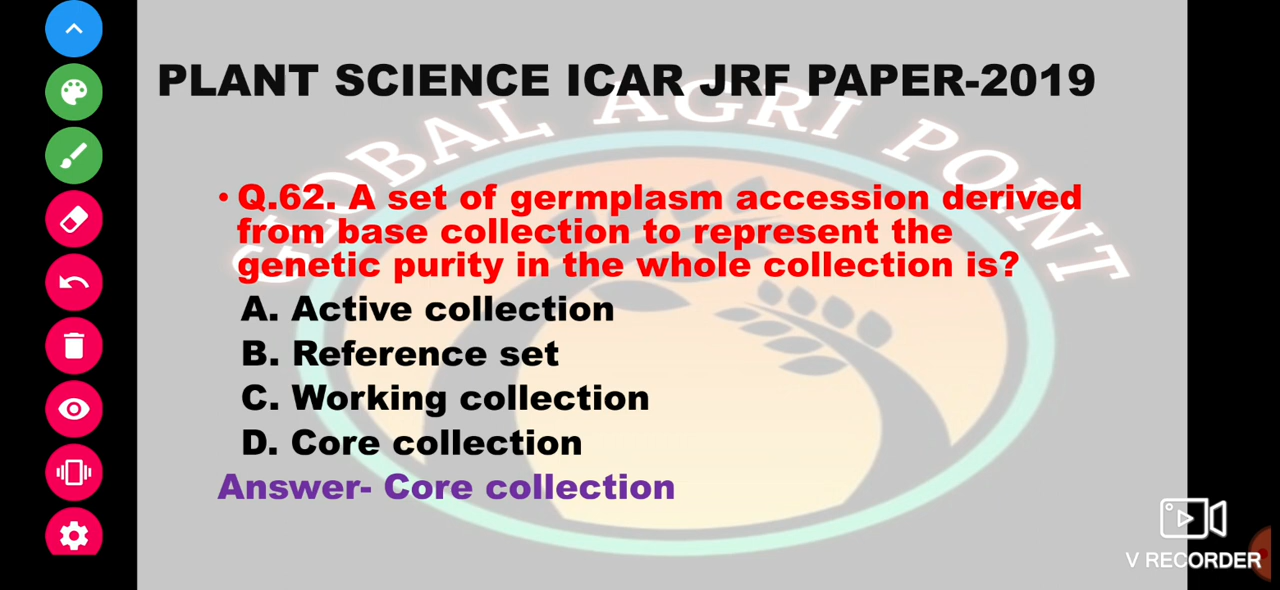 PLANT SCIENCE ICAR JRF PAPER-2019
GLOBAL AGRI POINT
• Q.62. A set of germplasm accession derived
from base collection to represent the
genetic purity in the whole collection is?
A. Active collection
B. Reference set
C. Working collection
D. Core collection
Answer- Core collection
V RECORDER